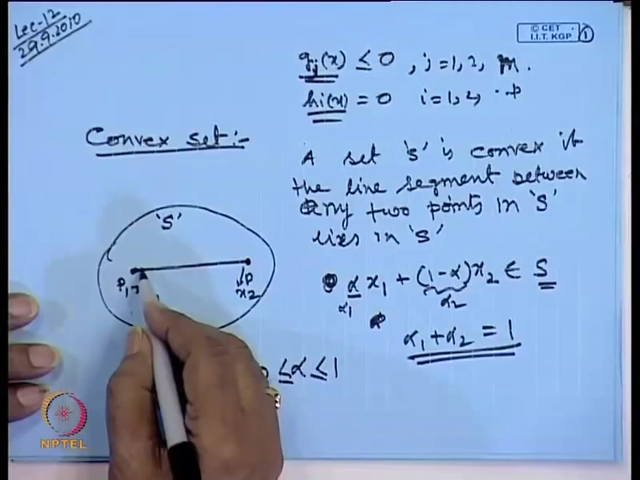 Lec-12
29.9.2010
© CET
I.I.T. KGP
1
gj(x) ≤ 0 , j=1, 2, m.
hi(x) = 0 i=1, 2, .. p
Convex set:-
A set 's' is convex if
the line segment between
any two points in 's'
lies in 's'
's'
P1
P
x2
α x1 + (1-α) x2 ∈ S
α1 α2
α1 + α2 = 1
≤ α ≤ 1
NPTEL